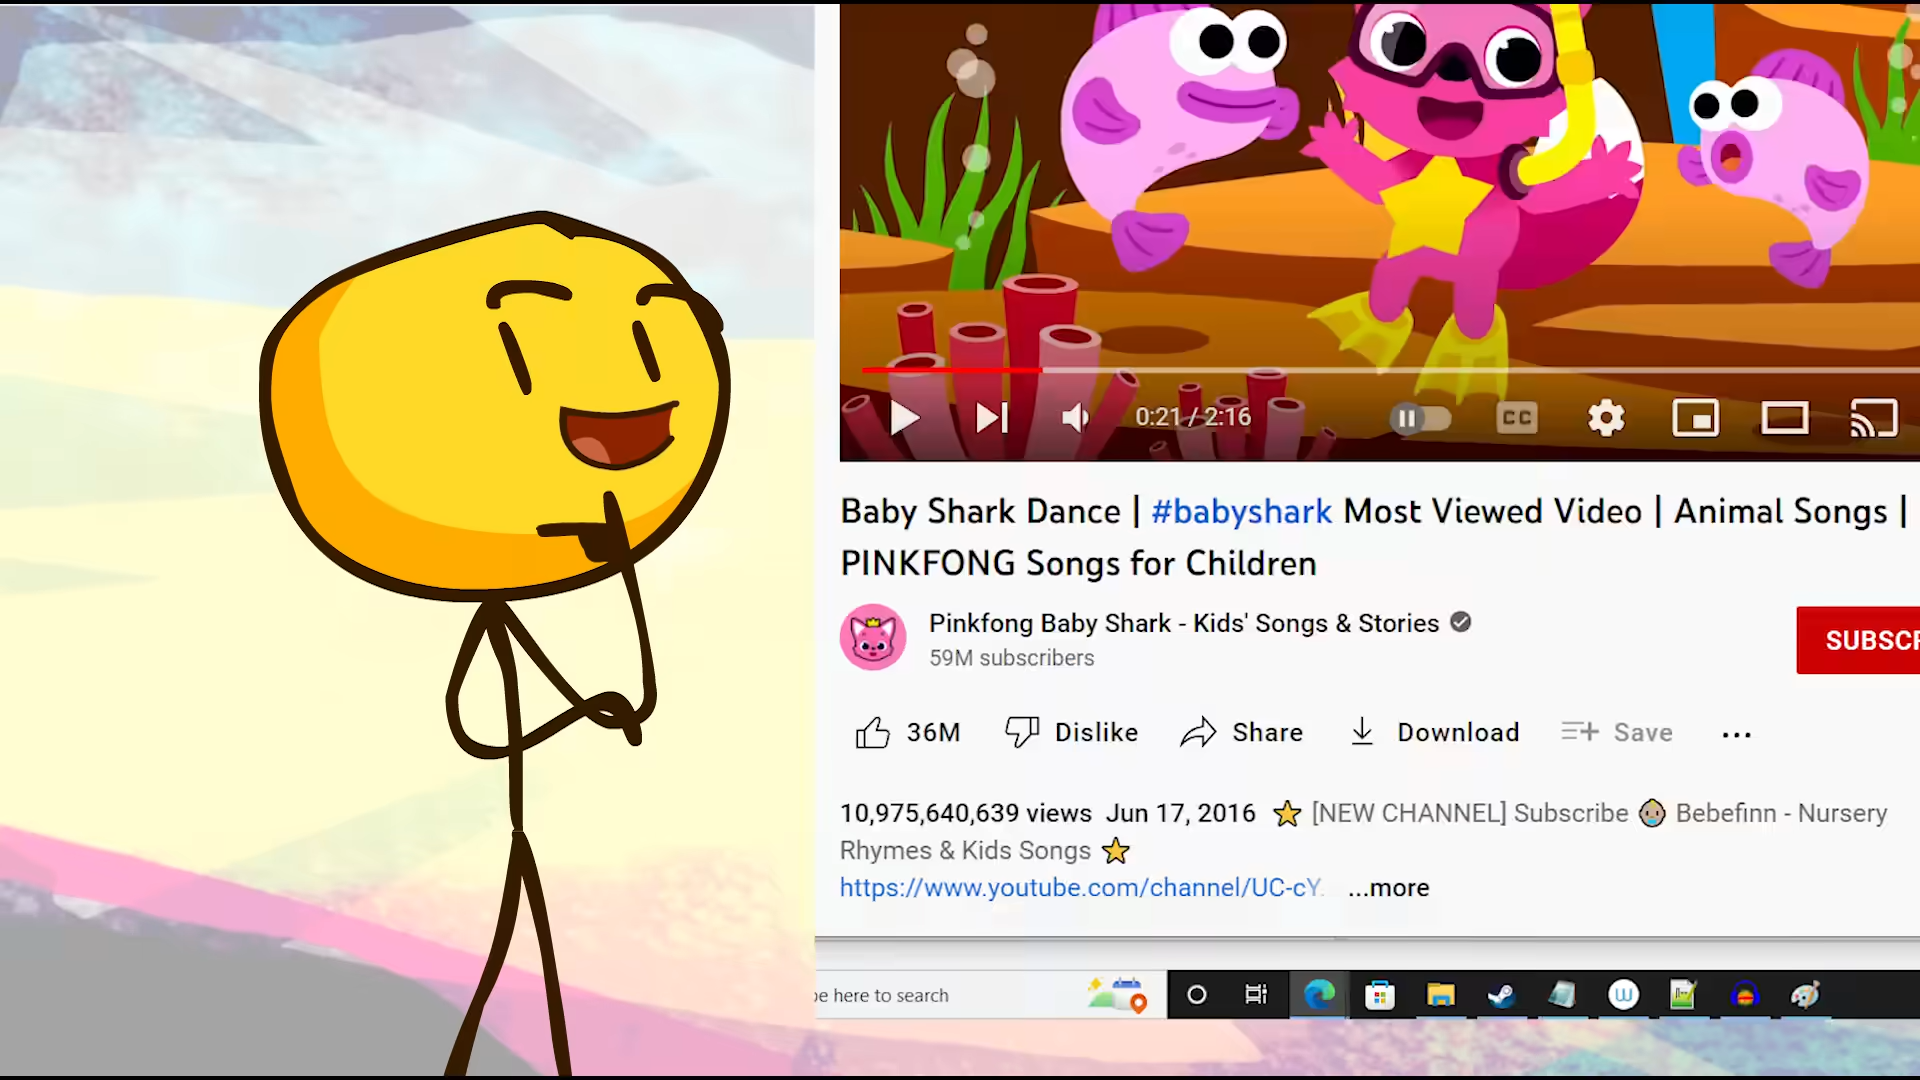 0:21 / 2:16
CC
Baby Shark Dance | #babyshark Most Viewed Video | Animal Songs |
PINKFONG Songs for Children
Pinkfong Baby Shark - Kids' Songs & Stories
59M subscribers
SUBSCR
36M Dislike Share Download Save ...
10,975,640,639 views Jun 17, 2016 ⭐ [NEW CHANNEL] Subscribe 👶🏼 Bebefinn - Nursery
Rhymes & Kids Songs ⭐
https://www.youtube.com/channel/UC-cY. ...more
pe here to search